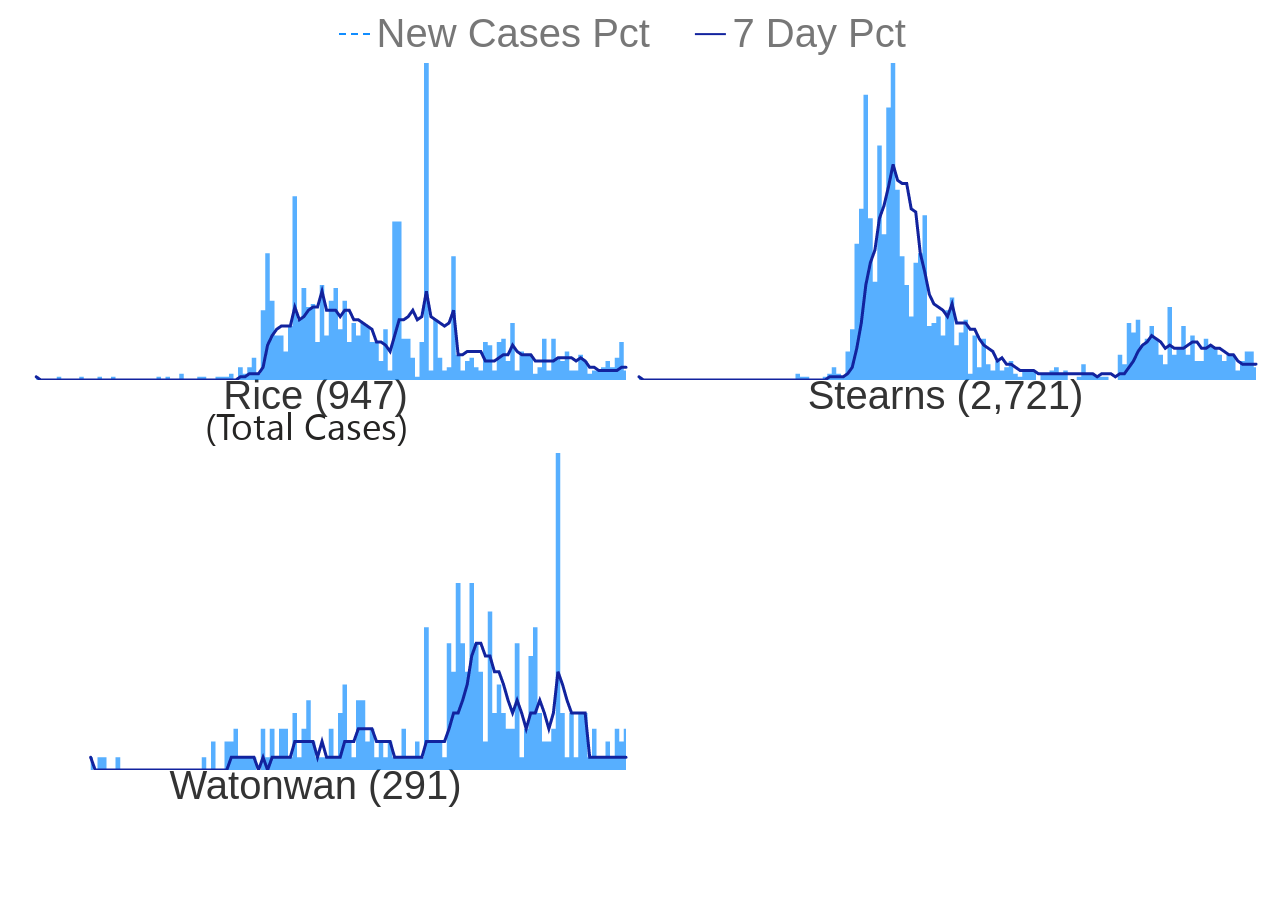 New Cases Pct 7 Day Pct
Rice (947)
(Total Cases)
Stearns (2,721)
Watonwan (291)